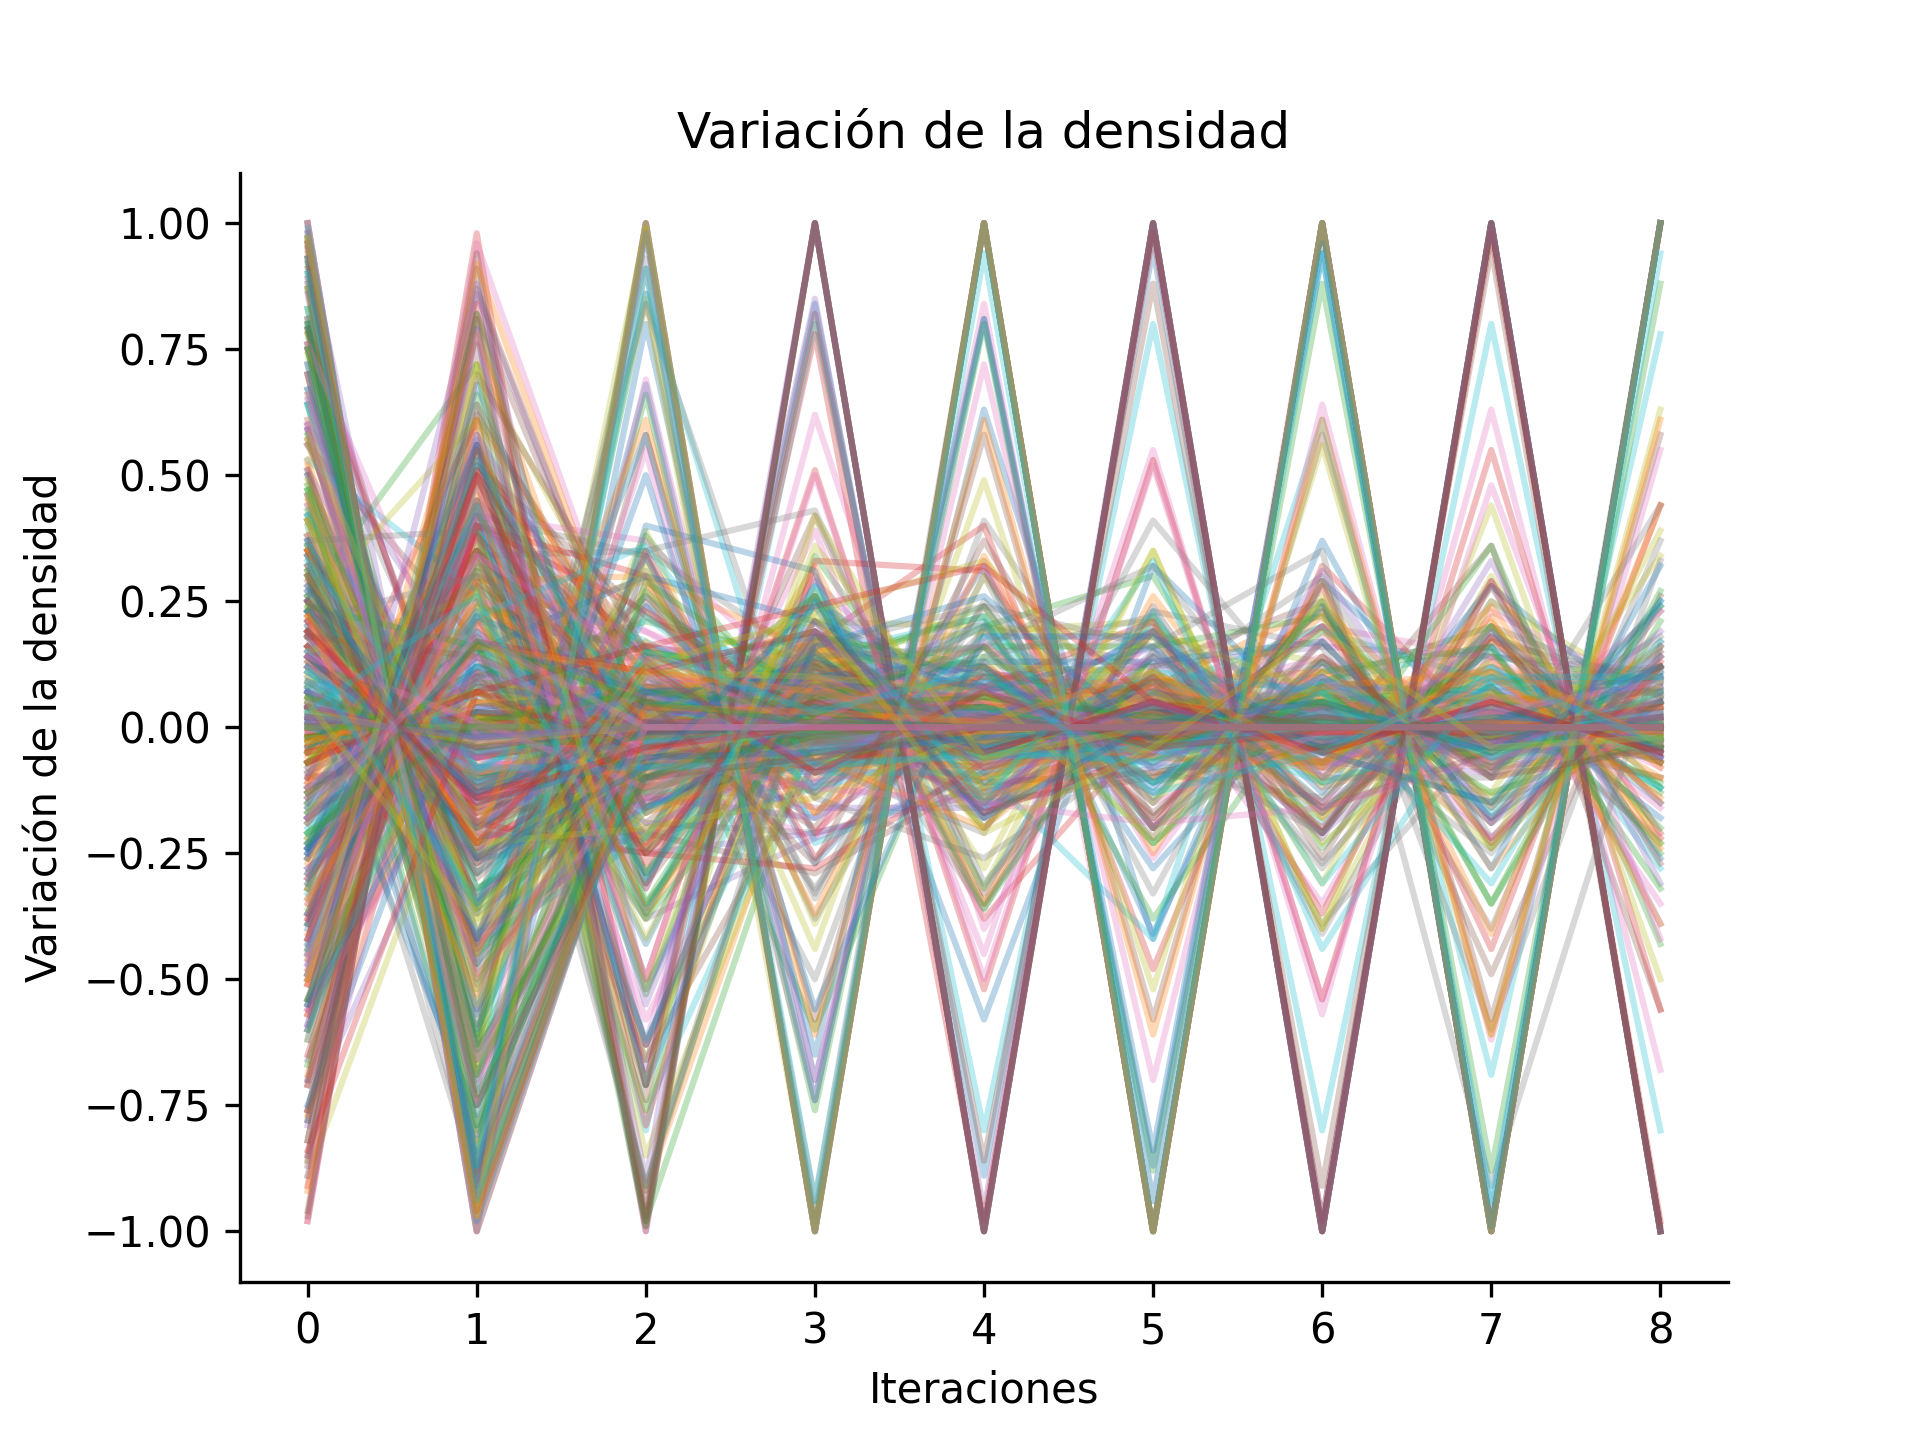 Variación de la densidad
Variación de la densidad
1.00
0.75
0.50
0.25
0.00
−0.25
−0.50
−0.75
−1.00
0 1 2 3 4 5 6 7 8
Iteraciones